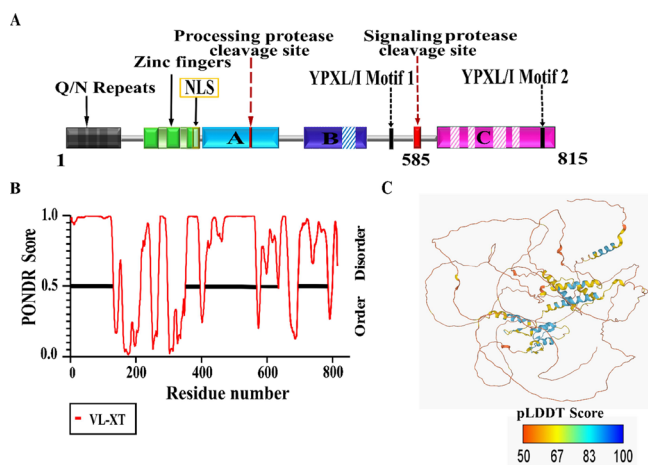 A
Processing protease
cleavage site
Signaling protease
cleavage site
Zinc fingers
Q/N Repeats
NLS
YPXL/I Motif 1
YPXL/I Motif 2
A
B
C
1
585
815
B
PONDR Score
1.0
0.5
0.0
0
200
400
600
800
Residue number
Disorder
Order
VL-XT
C
pLDDT Score
50
67
83
100